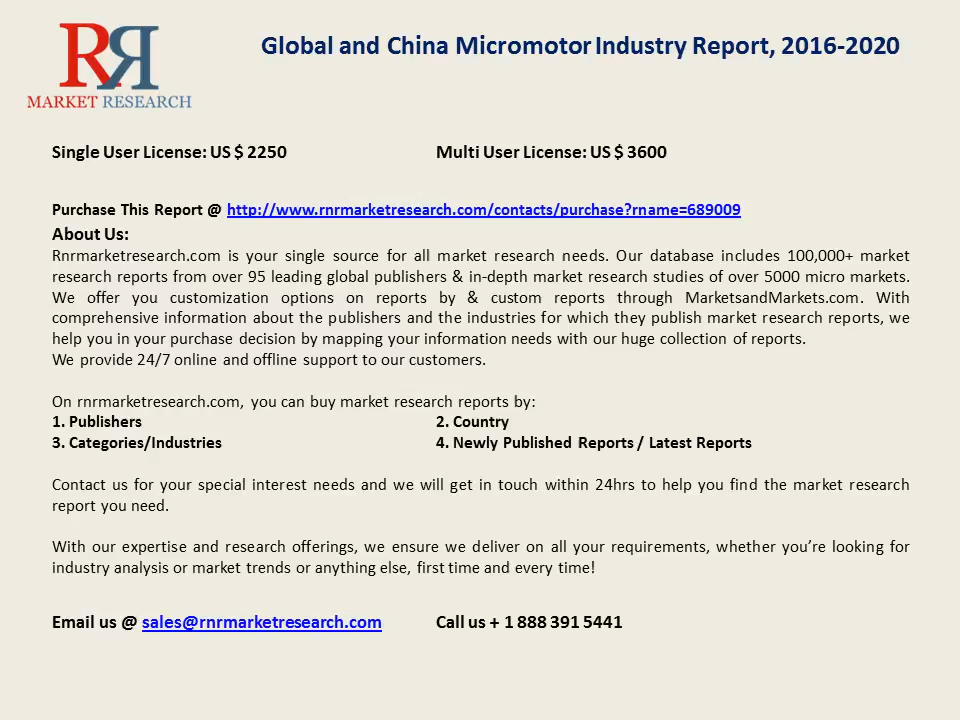 RR
MARKET RESEARCH
Global and China Micromotor Industry Report, 2016-2020
Single User License: US $ 2250 Multi User License: US $ 3600
Purchase This Report @ http://www.rnrmarketresearch.com/contacts/purchase?rname=689009
About Us:
Rnrmarketresearch.com is your single source for all market research needs. Our database includes 100,000+ market
research reports from over 95 leading global publishers & in-depth market research studies of over 5000 micro markets.
We offer you customization options on reports by & custom reports through MarketsandMarkets.com. With
comprehensive information about the publishers and the industries for which they publish market research reports, we
help you in your purchase decision by mapping your information needs with our huge collection of reports.
We provide 24/7 online and offline support to our customers.
On rnrmarketresearch.com, you can buy market research reports by:
1. Publishers 2. Country
3. Categories/Industries 4. Newly Published Reports / Latest Reports
Contact us for your special interest needs and we will get in touch within 24hrs to help you find the market research
report you need.
With our expertise and research offerings, we ensure we deliver on all your requirements, whether you’re looking for
industry analysis or market trends or anything else, first time and every time!
Email us @ sales@rnrmarketresearch.com Call us + 1 888 391 5441